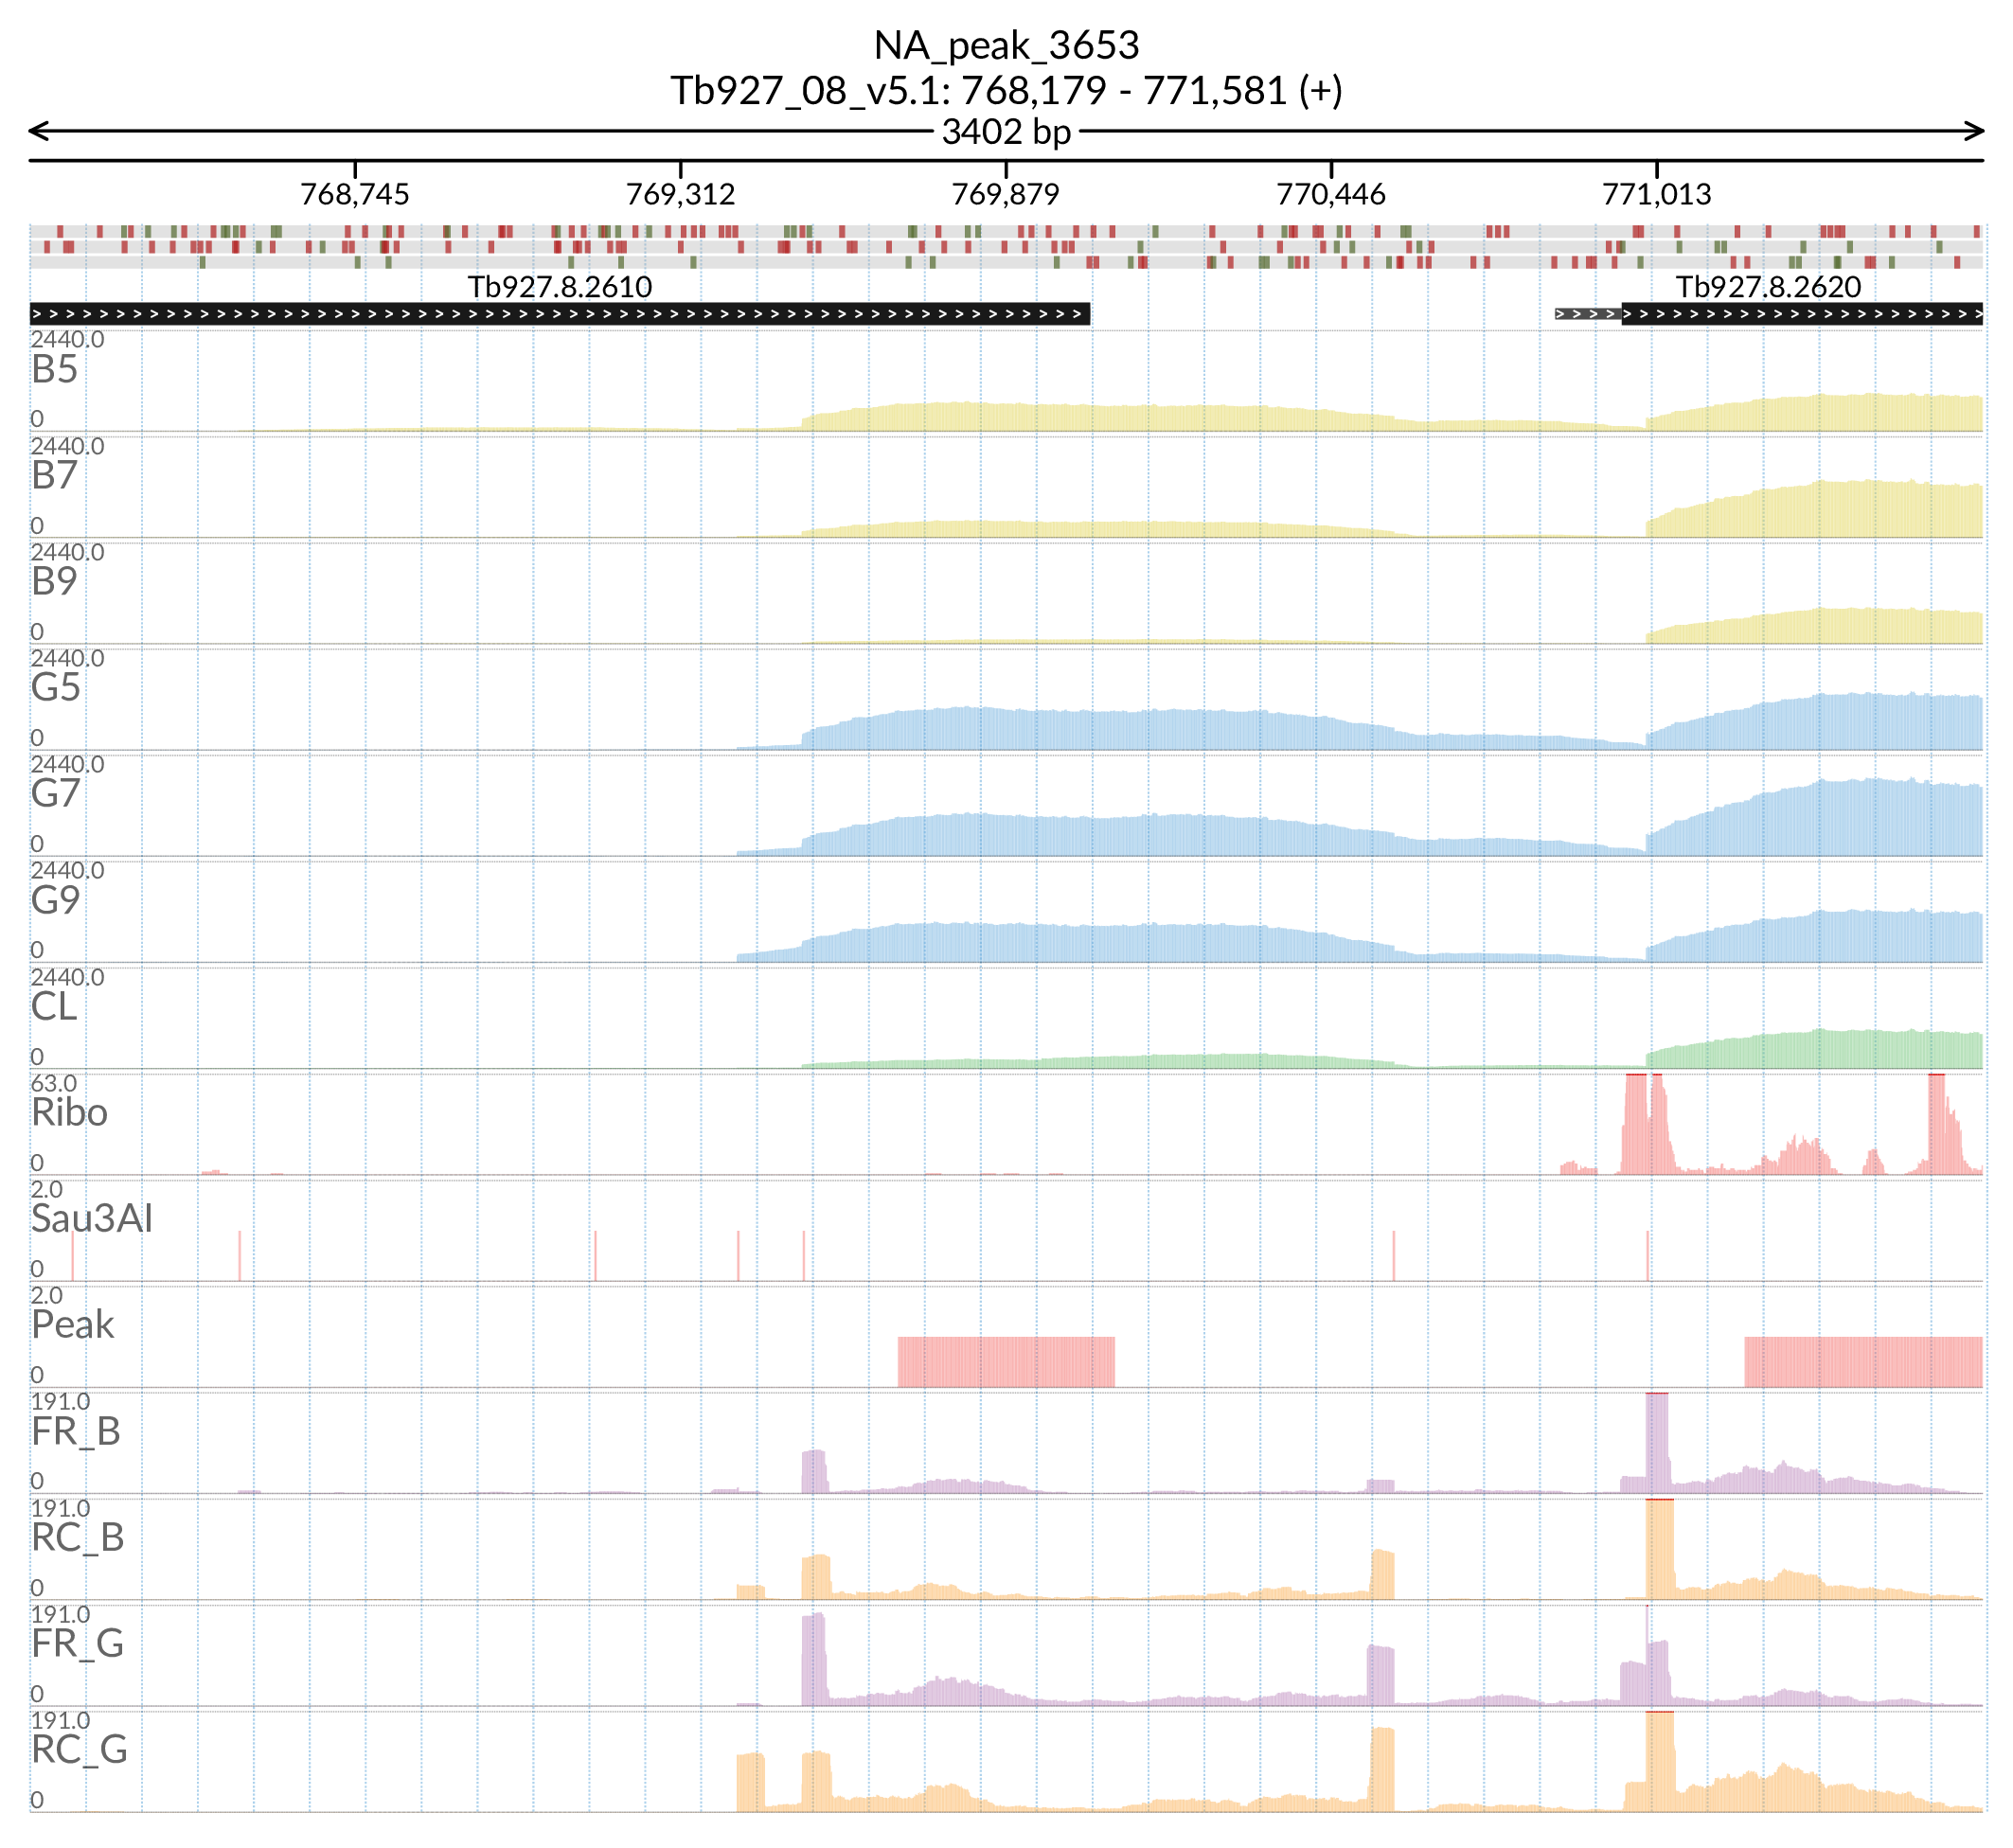 NA_peak_3653
Tb927_08_v5.1: 768,179 - 771,581 (+)
3402 bp
768,745 769,312 769,879 770,446 771,013
Tb927.8.2610 Tb927.8.2620
2440.0
B5
0
2440.0
B7
0
2440.0
B9
0
2440.0
G5
0
2440.0
G7
0
2440.0
G9
0
2440.0
CL
0
63.0
Ribo
0
2.0
Sau3AI
0
2.0
Peak
0
191.0
FR_B
0
191.0
RC_B
0
191.0
FR_G
0
191.0
RC_G
0